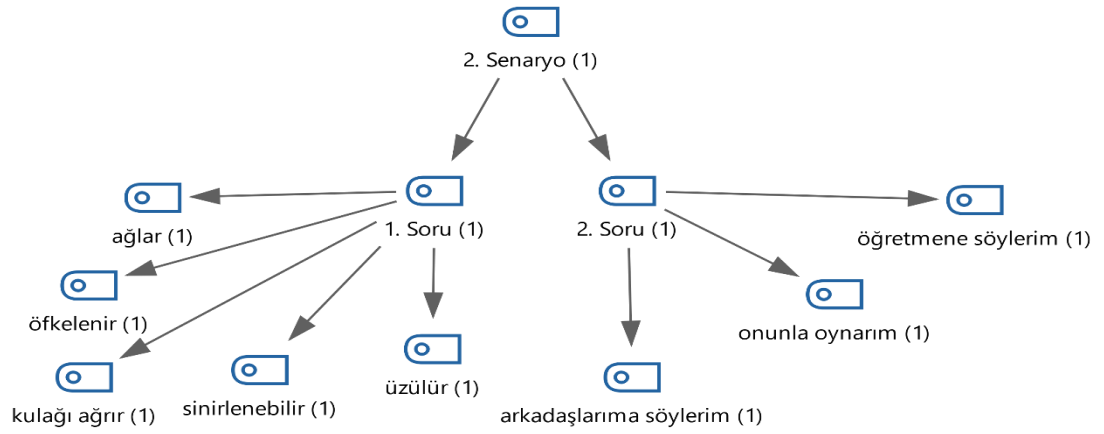 2. Senaryo (1)
1. Soru (1)
2. Soru (1)
ağlar (1)
öğretmene söylerim (1)
öfkelenir (1)
onunla oynarım (1)
kulağı ağrır (1)
sinirlenebilir (1)
üzülür (1)
arkadaşlarıma söylerim (1)